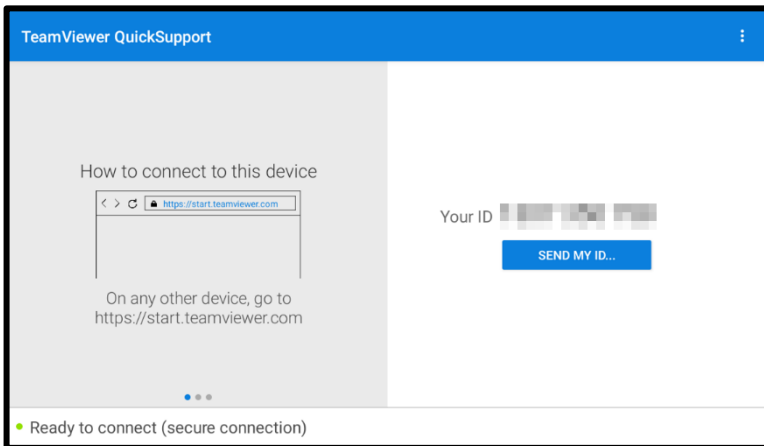 TeamViewer QuickSupport
How to connect to this device
https://start.teamviewer.com
On any other device, go to
https://start.teamviewer.com
Your ID
SEND MY ID...
Ready to connect (secure connection)